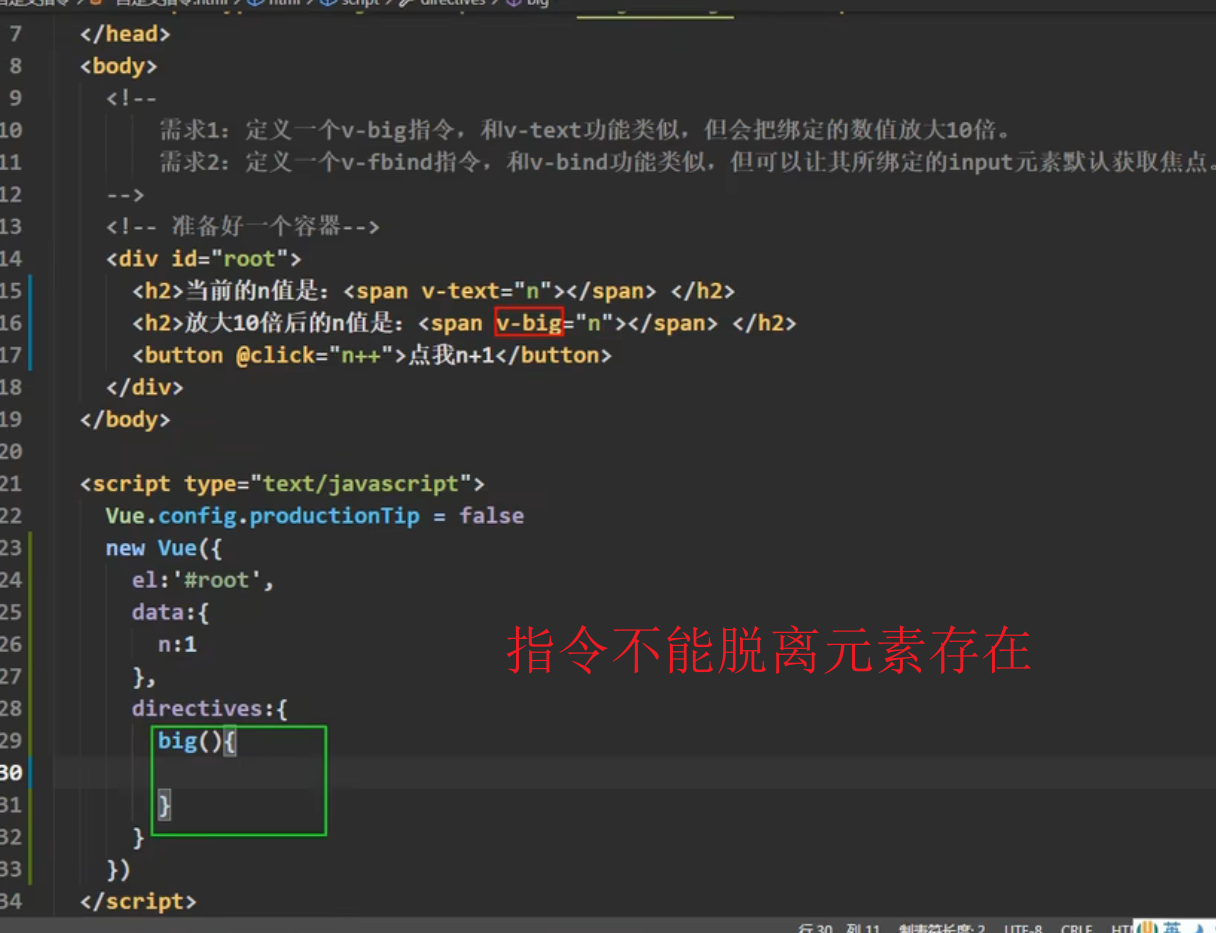 7 </head>
8 <body>
9 <!--
10 需求1：定义一个v-big指令，和v-text功能类似，但会把绑定的数值放大10倍。
11 需求2：定义一个v-fbind指令，和v-bind功能类似，但可以让其所绑定的input元素默认获取焦点。
12 -->
13 <!-- 准备好一个容器-->
14 <div id="root">
15 <h2>当前的n值是：<span v-text="n"></span> </h2>
16 <h2>放大10倍后的n值是：<span v-big="n"></span> </h2>
17 <button @click="n++">点我n+1</button>
18 </div>
19 </body>
20
21 <script type="text/javascript">
22 Vue.config.productionTip = false
23 new Vue({
24 el:'#root',
25 data:{
26 n:1
指令不能脱离元素存在
27 },
28 directives:{
29 big(){
30
31 }
32 }
33 })
34 </script>
行 30，列 11 制表符长度: 2 UTF-8 CRLF 英